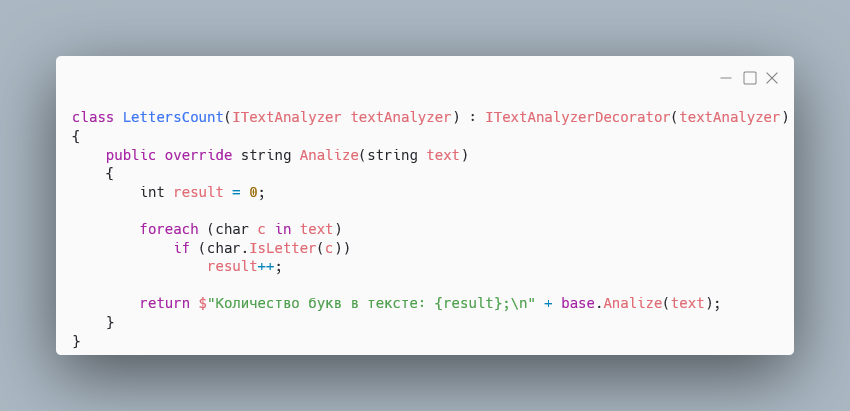 class LettersCount(ITextAnalyzer textAnalyzer) : ITextAnalyzerDecorator(textAnalyzer)
{
    public override string Analize(string text)
    {
        int result = 0;

        foreach (char c in text)
            if (char.IsLetter(c))
                result++;

        return $"Количество букв в тексте: {result};\n" + base.Analize(text);
    }
}